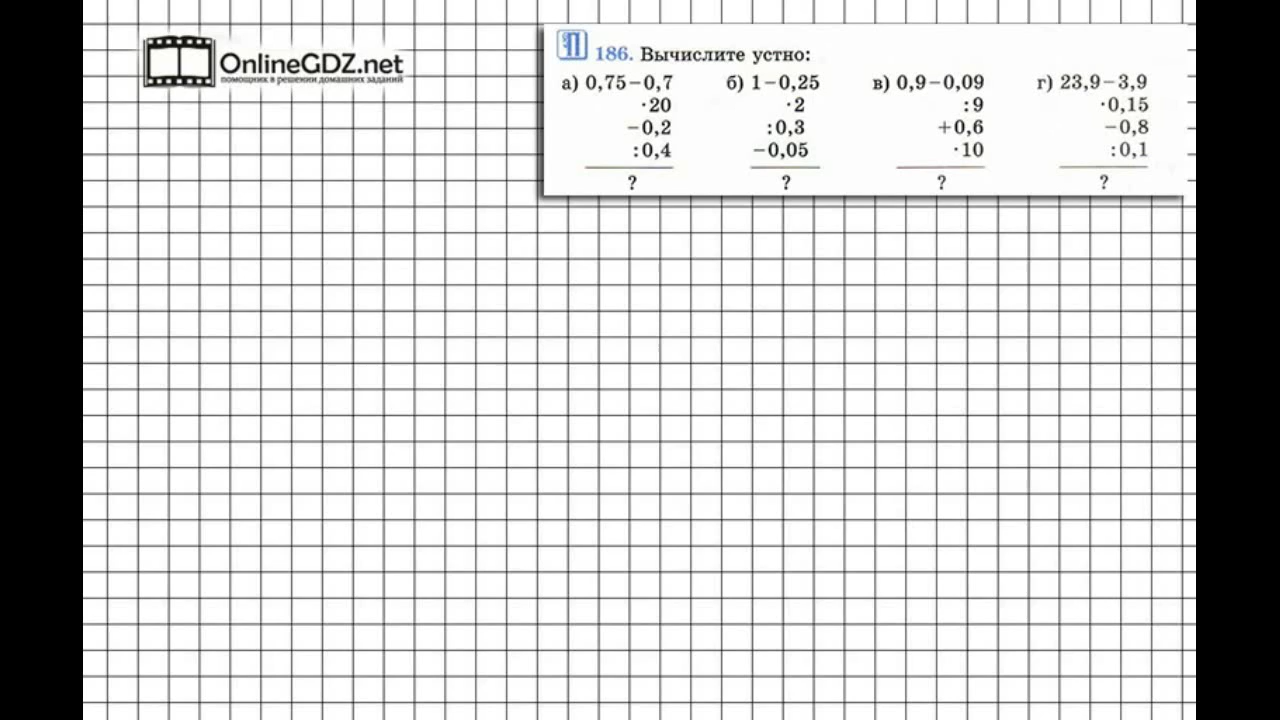 OnlineGDZ.net
помощник в решении домашних заданий
П 186. Вычислите устно:
а) 0,75−0,7 б) 1−0,25 в) 0,9−0,09 г) 23,9−3,9
·20 ·2 :9 ·0,15
−0,2 :0,3 +0,6 −0,8
:0,4 −0,05 ·10 :0,1
? ? ? ?